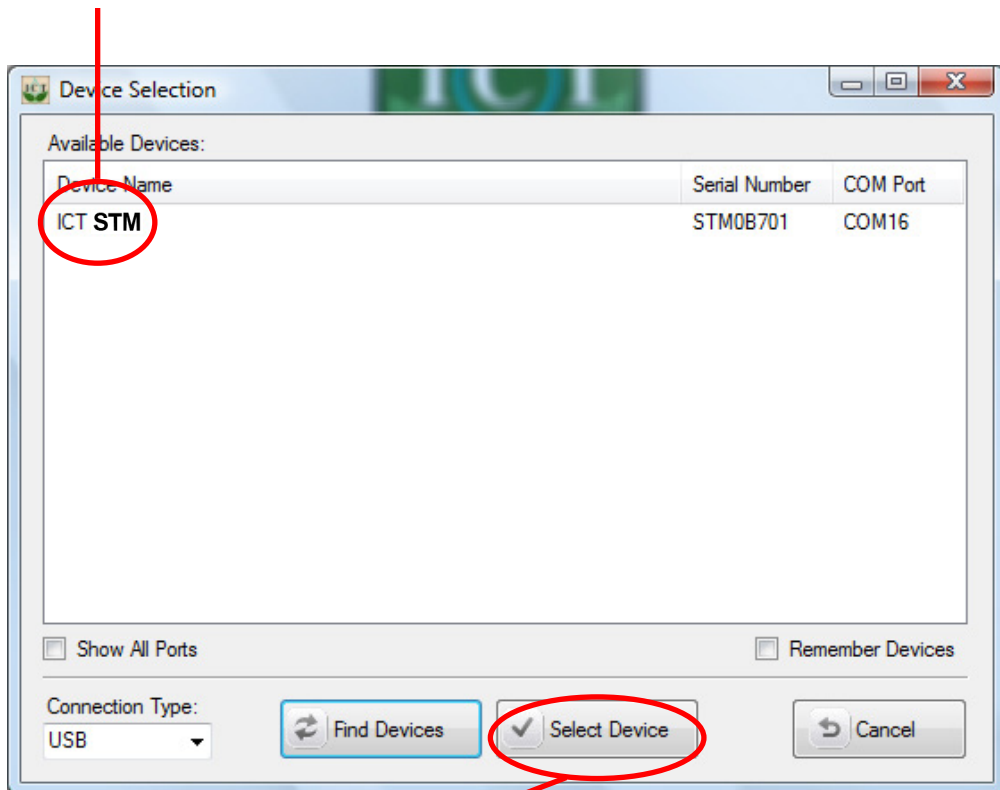 ICT
Device Selection
Available Devices:
Device Name Serial Number COM Port
ICT STM STM0B701 COM16
Show All Ports Remember Devices
Connection Type:
USB Find Devices Select Device Cancel